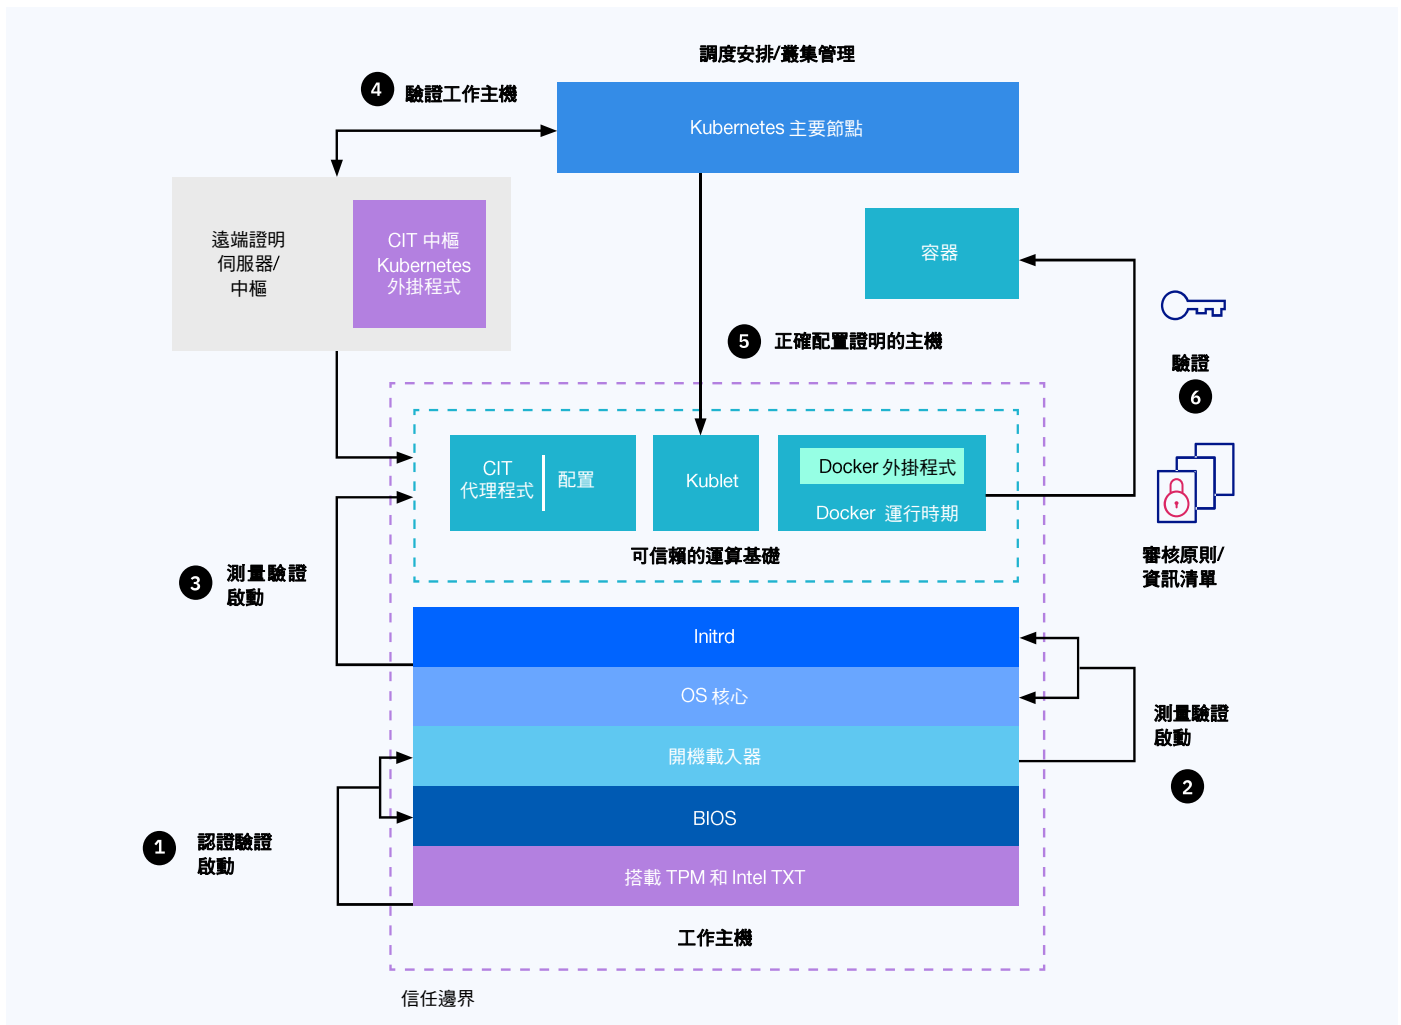 調度安排/叢集管理
4
驗證工作主機
Kubernetes 主要節點
遠端證明
伺服器/
中樞
CIT 中樞
Kubernetes
外掛程式
容器
5
正確配置證明的主機
驗證
6
CIT
代理程式
配置
Kublet
Docker 外掛程式
Docker 運行時期
可信賴的運算基礎
審核原則/
資訊清單
3
測量驗證
啟動
Initrd
OS 核心
開機載入器
BIOS
搭載 TPM 和 Intel TXT
測量驗證
啟動
2
1
認證驗證
啟動
工作主機
信任邊界